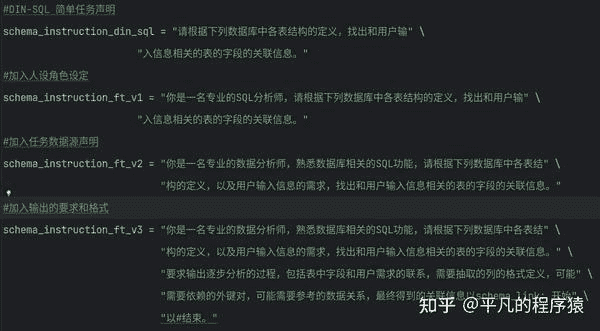 #DIN-SQL 简单任务声明
schema_instruction_din_sql = "请根据下列数据库中各表结构的定义，找出和用户输" \
"入信息相关的表的字段的关联信息。"
#加入人设角色设定
schema_instruction_ft_v1 = "你是一名专业的SQL分析师，请根据下列数据库中各表结构的定义，找出和用户输" \
"入信息相关的表的字段的关联信息。"
#加入任务数据源声明
schema_instruction_ft_v2 = "你是一名专业的数据分析师，熟悉数据库相关的SQL功能，请根据下列数据库中各表结" \
"构的定义，以及用户输入信息的需求，找出和用户输入信息相关的表的字段的关联信息。"
#加入输出的要求和格式
schema_instruction_ft_v3 = "你是一名专业的数据分析师，熟悉数据库相关的SQL功能，请根据下列数据库中各表结" \
"构的定义，以及用户输入信息的需求，找出和用户输入信息相关的表的字段的关联信息。" \
"要求输出逐步分析的过程，包括表中字段和用户需求的联系，需要抽取的列的格式定义，可能" \
"需要依赖的外键对，可能需要参考的数据关系，最终得到的关联信息以schema_link: 开始" \
"以#结束。"
知乎 @平凡的程序猿